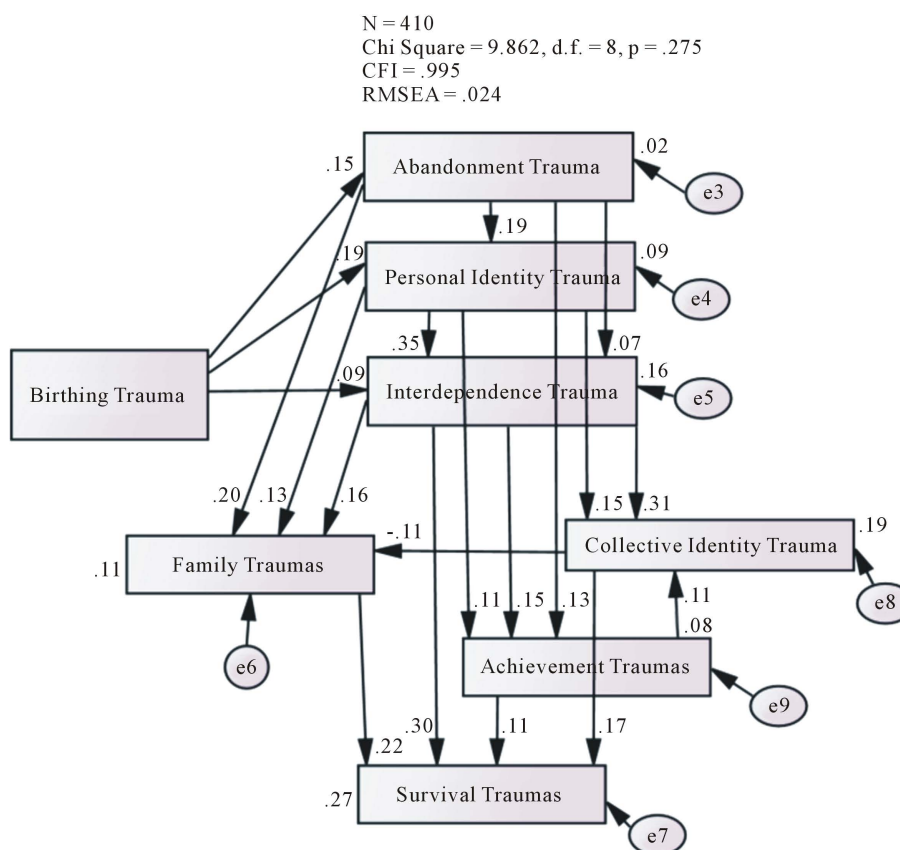 N = 410
Chi Square = 9.862, d.f. = 8, p = .275
CFI = .995
RMSEA = .024
.02
.15
Abandonment Trauma
e3
.19
.19
.09
Personal Identity Trauma
e4
.35
.07
.09
.16
Birthing Trauma
Interdependence Trauma
e5
.20
.13
.16
.15
.31
-.11
.19
Collective Identity Trauma
.11
Family Traumas
.11
e8
.11
.15
.13
.08
e6
Achievement Traumas
e9
.30
.11
.17
.22
.27
Survival Traumas
e7